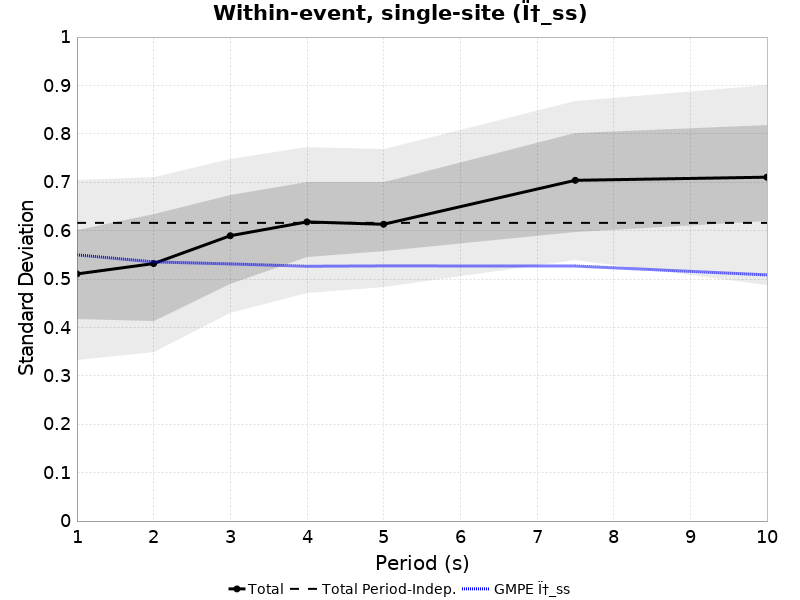 Within-event, single-site (Ï†_ss)
1
0.9
0.8
0.7
0.6
0.5
0.4
0.3
0.2
0.1
0
Standard Deviation
1 2 3 4 5 6 7 8 9 10
Period (s)
Total Total Period-Indep. GMPE Ï†_ss